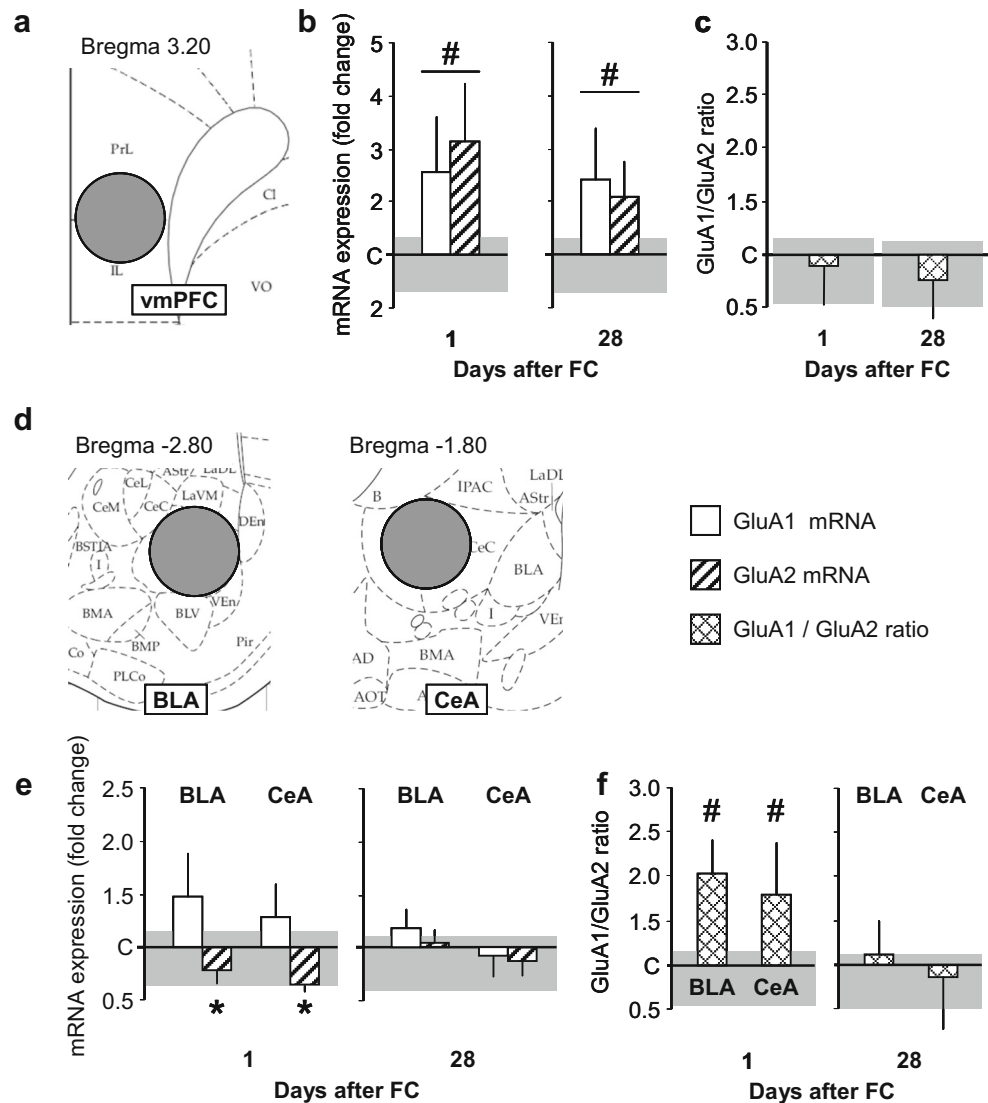 a
Bregma 3.20
PrL
Cl
IL
VO
vmPFC
b
mRNA expression (fold change)
5
4
3
2
C
2
#
#
1
28
Days after FC
c
GluA1/GluA2 ratio
3.0
2.5
2.0
1.5
C
0.5
1
28
Days after FC
d
Bregma -2.80
AStr
LaDL
CeL
CeM
CeC
LaVM
DEn
BSTIA
I
BMA
BLV
VEn
Co
BMP
Pir
PLCo
BLA
Bregma -1.80
B
IPAC
LaDL
AStr
CeC
BLA
I
VEn
AD
BMA
AOT
A
CeA
GluA1 mRNA
GluA2 mRNA
GluA1 / GluA2 ratio
e
mRNA expression (fold change)
2.5
1.5
C
0.5
BLA CeA
* *
BLA CeA
1
28
Days after FC
f
GluA1/GluA2 ratio
3.0
2.5
2.0
1.5
C
0.5
# #
BLA CeA
BLA CeA
1
28
Days after FC